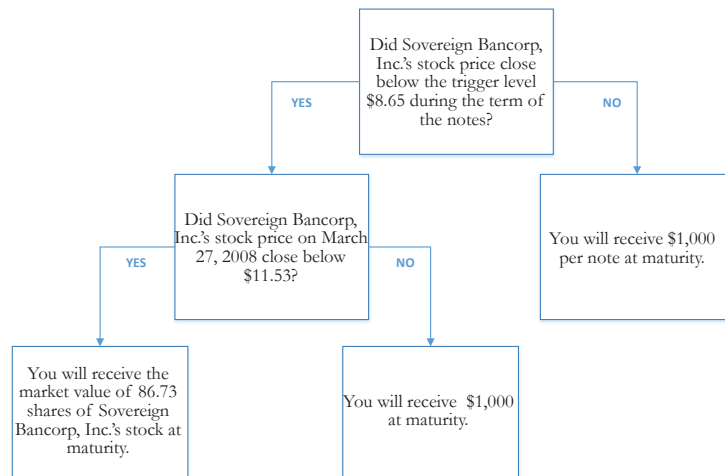 Did Sovereign Bancorp,
Inc.'s stock price close
below the trigger level
$8.65 during the term of
the notes?
YES
NO
Did Sovereign Bancorp,
Inc.'s stock price on March
27, 2008 close below
$11.53?
You will receive $1,000
per note at maturity.
YES
NO
You will receive the
market value of 86.73
shares of Sovereign
Bancorp, Inc.'s stock at
maturity.
You will receive $1,000
at maturity.